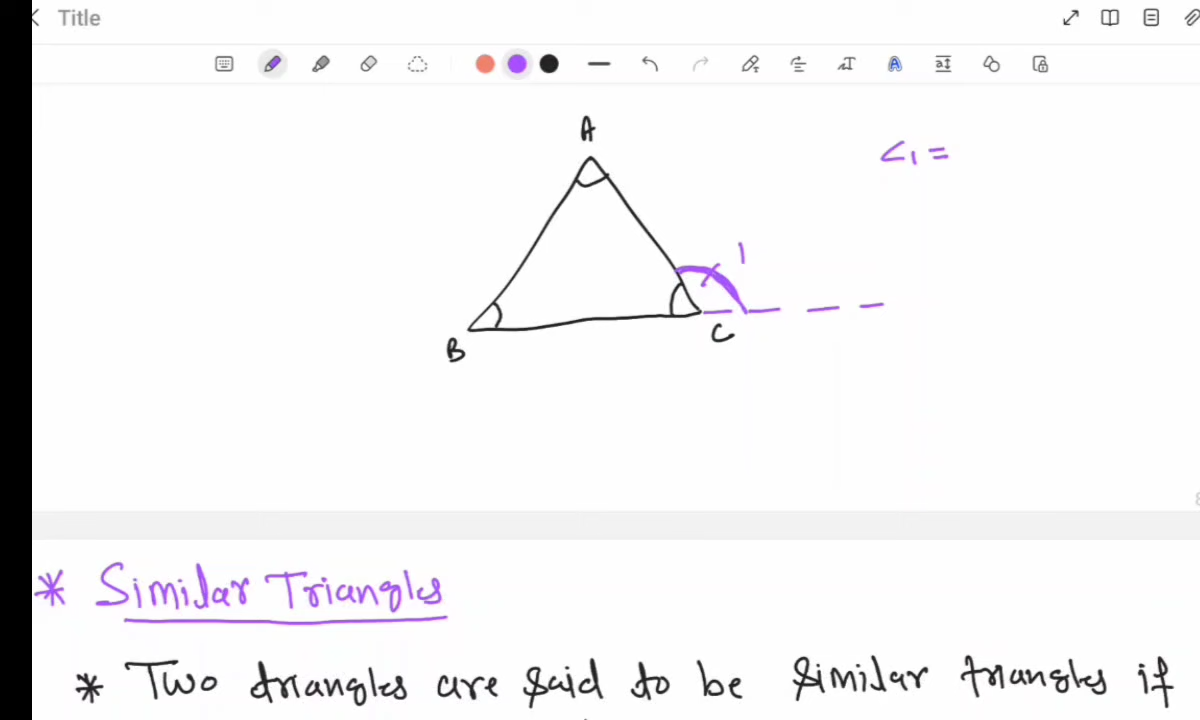 Title
A
∠1 =
1
B
C
* Similar Triangles
* Two triangles are said to be similar triangles if